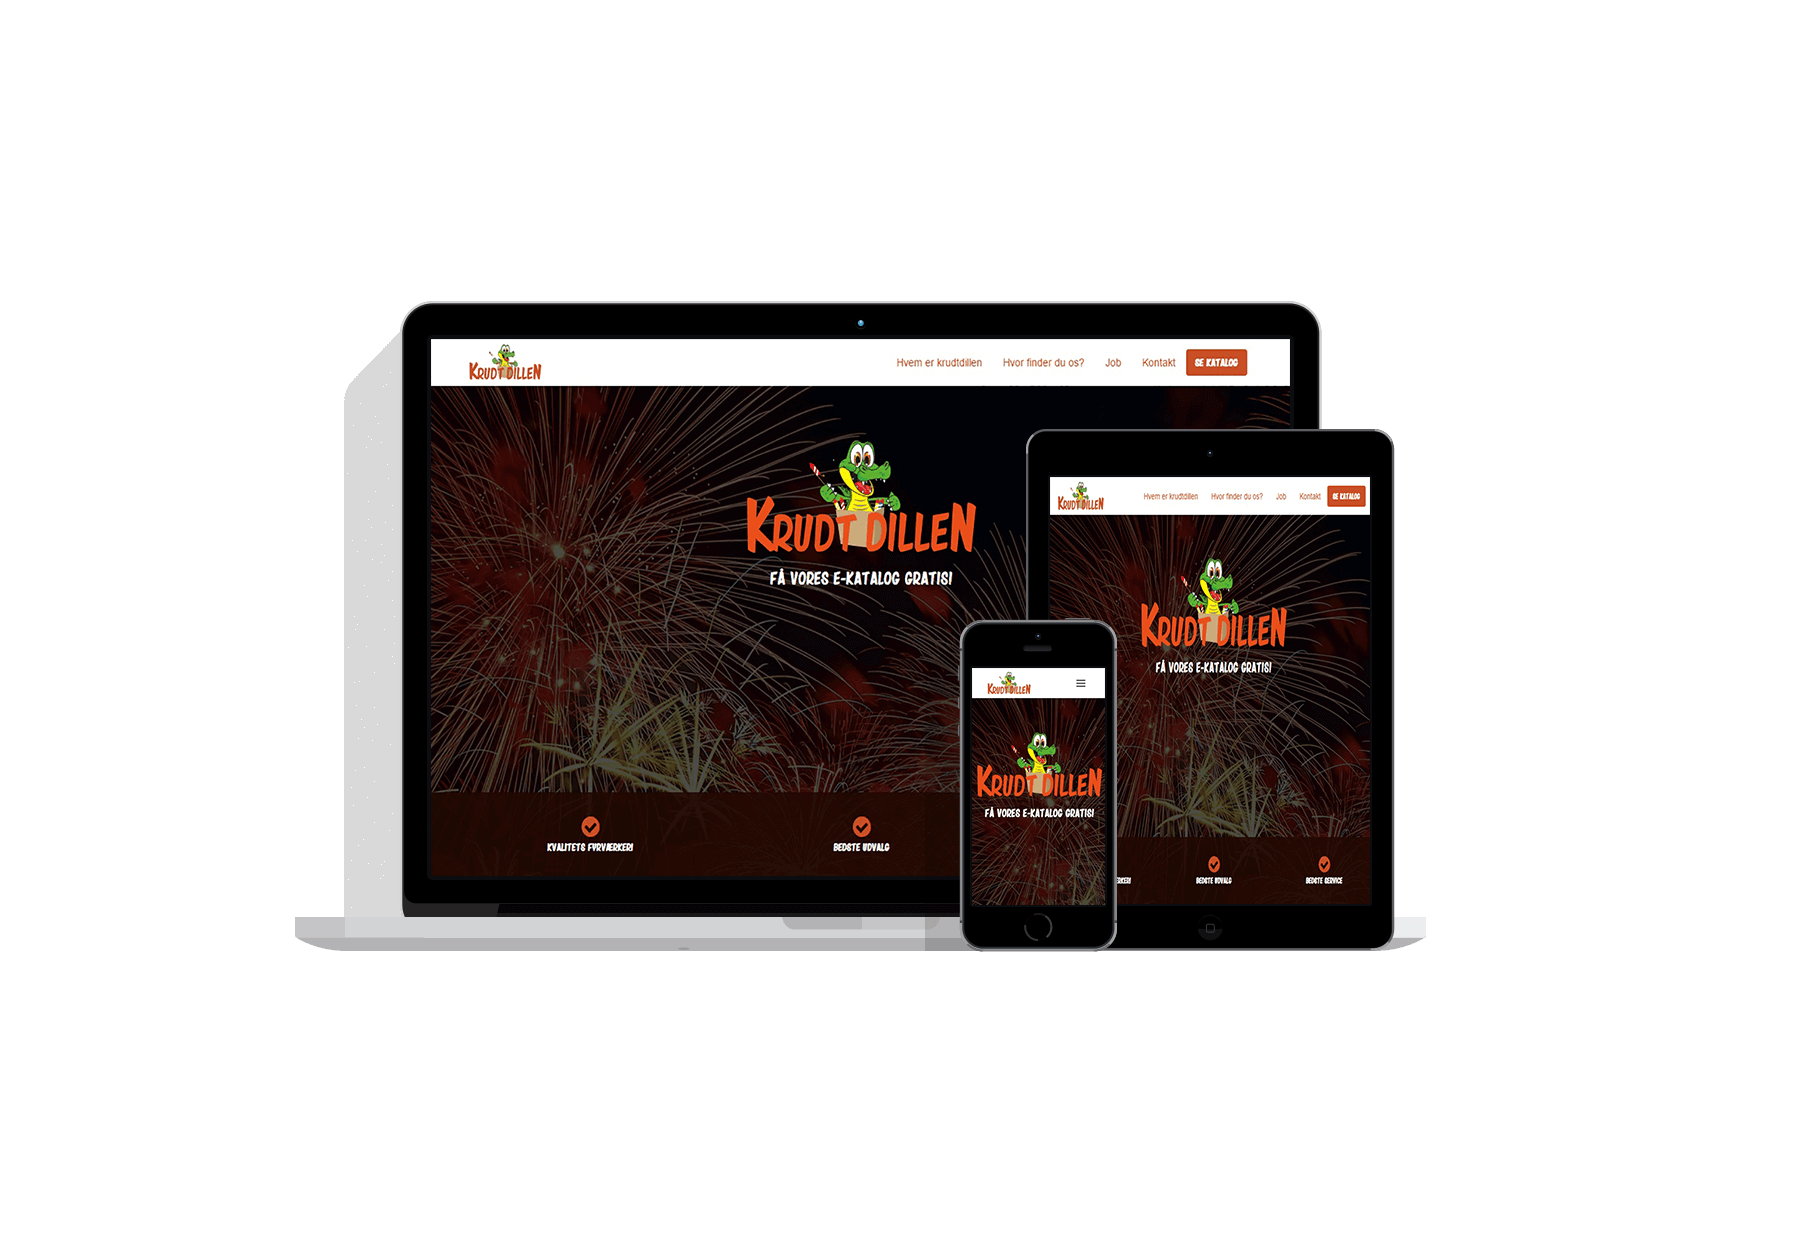 KRUDT DILLEN
Hvem er krudtdillen Hvor finder du os? Job Kontakt SE KATALOG
KRUDT DILLEN
FÅ VORES E-KATALOG GRATIS!
KVALITETS FYRVÆRKERI BEDSTE UDVALG
KRUDT DILLEN
Hvem er krudtdillen Hvor finder du os? Job Kontakt SE KATALOG
KRUDT DILLEN
FÅ VORES E-KATALOG GRATIS!
BEDSTE UDVALG BEDSTE SERVICE
KRUDT DILLEN
KRUDT DILLEN
FÅ VORES E-KATALOG GRATIS!